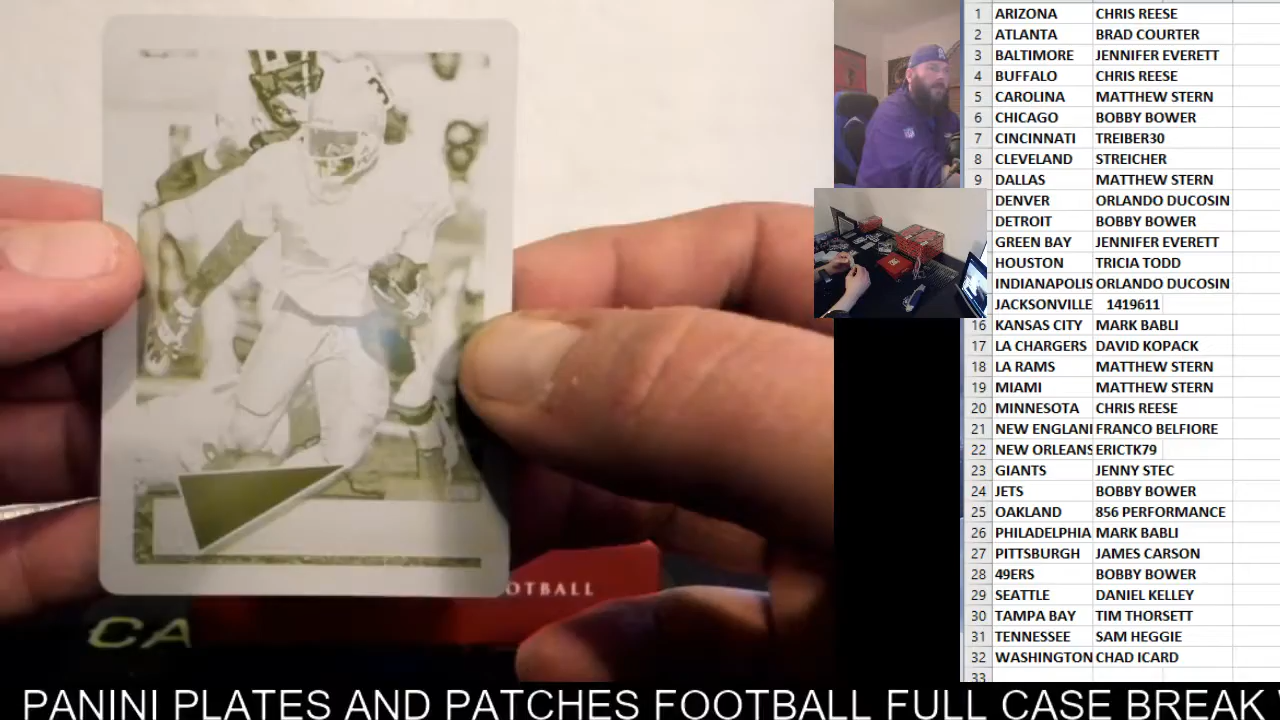 1 ARIZONA CHRIS REESE
2 ATLANTA BRAD COURTER
3 BALTIMORE JENNIFER EVERETT
4 BUFFALO CHRIS REESE
5 CAROLINA MATTHEW STERN
6 CHICAGO BOBBY BOWER
7 CINCINNATI TREIBER30
8 CLEVELAND STREICHER
9 DALLAS MATTHEW STERN
DENVER ORLANDO DUCOSIN
DETROIT BOBBY BOWER
GREEN BAY JENNIFER EVERETT
HOUSTON TRICIA TODD
INDIANAPOLIS ORLANDO DUCOSIN
JACKSONVILLE 1419611
16 KANSAS CITY MARK BABLI
17 LA CHARGERS DAVID KOPACK
18 LA RAMS MATTHEW STERN
19 MIAMI MATTHEW STERN
20 MINNESOTA CHRIS REESE
21 NEW ENGLAN FRANCO BELFIORE
22 NEW ORLEANS ERICTK79
23 GIANTS JENNY STEC
24 JETS BOBBY BOWER
25 OAKLAND 856 PERFORMANCE
26 PHILADELPHIA MARK BABLI
27 PITTSBURGH JAMES CARSON
28 49ERS BOBBY BOWER
29 SEATTLE DANIEL KELLEY
30 TAMPA BAY TIM THORSETT
31 TENNESSEE SAM HEGGIE
32 WASHINGTON CHAD ICARD
33
OTBALL
CA
PANINI PLATES AND PATCHES FOOTBALL FULL CASE BREAK